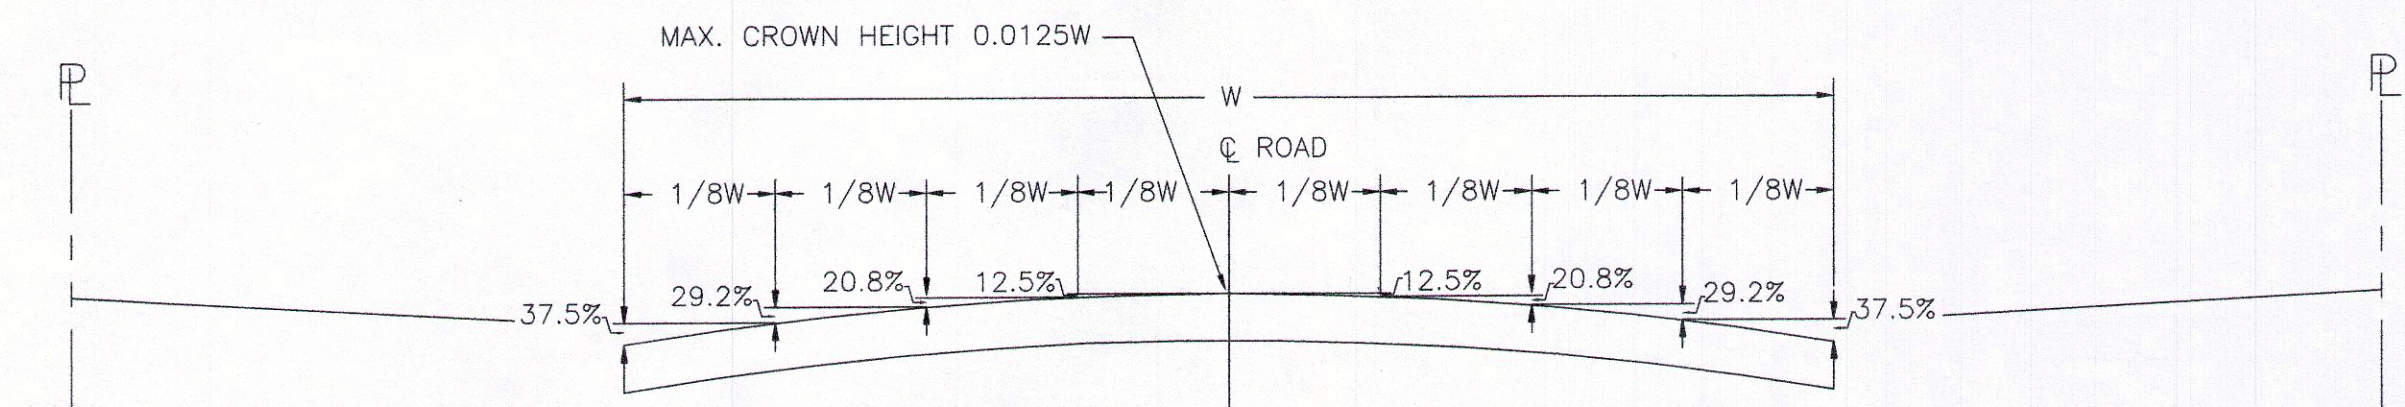 MAX. CROWN HEIGHT 0.0125W
PL
PL
W
CL ROAD
1/8W 1/8W 1/8W 1/8W 1/8W 1/8W 1/8W 1/8W
37.5% 29.2% 20.8% 12.5% 12.5% 20.8% 29.2% 37.5%